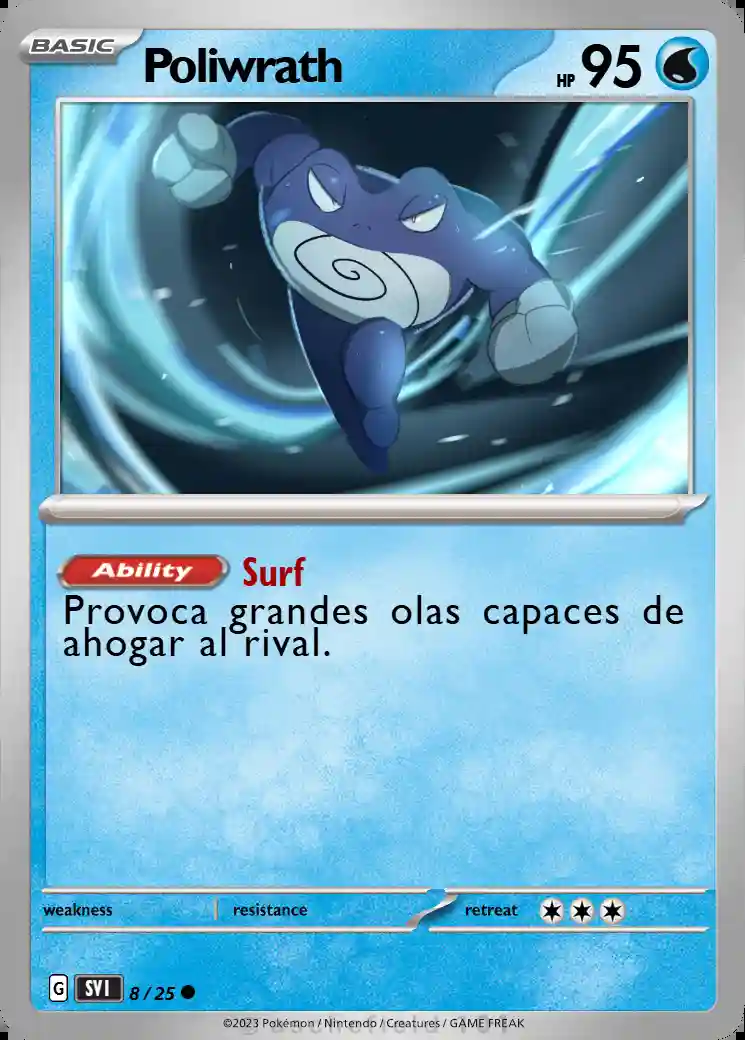 BASIC Poliwrath HP 95
Ability Surf
Provoca grandes olas capaces de
ahogar al rival.
weakness resistance retreat
G SVI 8 / 25
©2023 Pokémon / Nintendo / Creatures / GAME FREAK